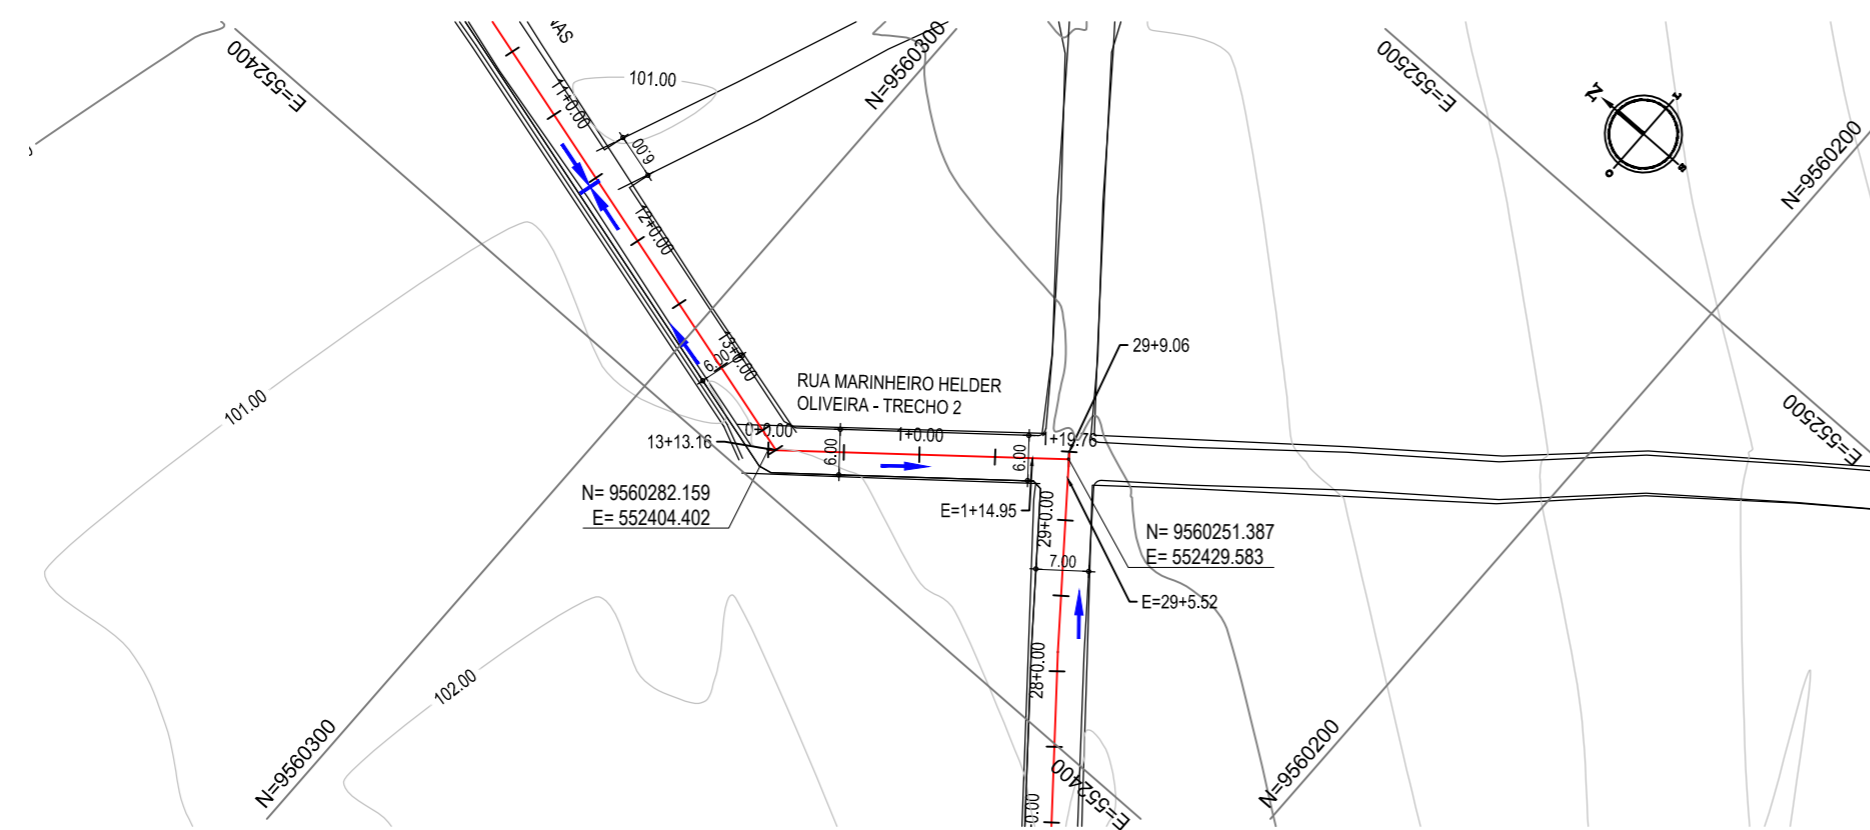 E=552400
NAS
101.00
N=9560300
E=552500
N
N=9560200
11+0.00
6.00
12+0.00
13+0.00
6.00
29+9.06
RUA MARINHEIRO HELDER
OLIVEIRA - TRECHO 2
101.00
E=552500
0+0.00
1+0.00
1+19.76
13+13.16
6.00
6.00
N= 9560282.159
E= 552404.402
E=1+14.95
29+0.00
N= 9560251.387
E= 552429.583
7.00
E=29+5.52
28+0.00
102.00
N=9560300
E=552400
N=9560200
0.00